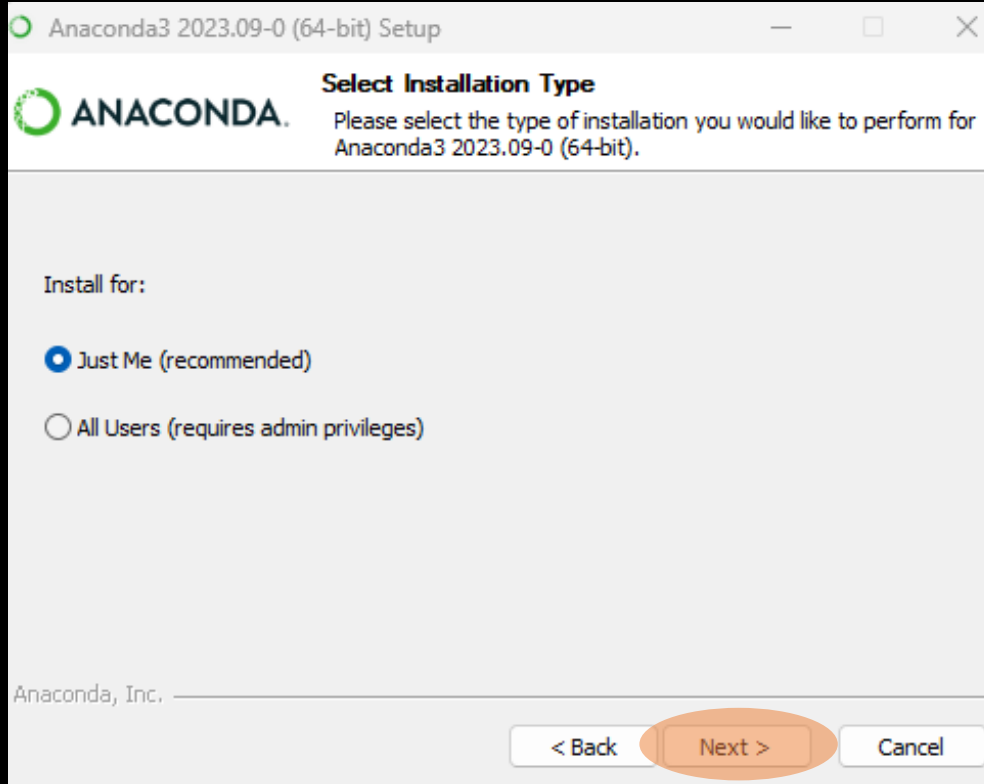 Anaconda3 2023.09-0 (64-bit) Setup
ANACONDA.
Select Installation Type
Please select the type of installation you would like to perform for
Anaconda3 2023.09-0 (64-bit).
Install for:
Just Me (recommended)
All Users (requires admin privileges)
Anaconda, Inc.
< Back Next > Cancel